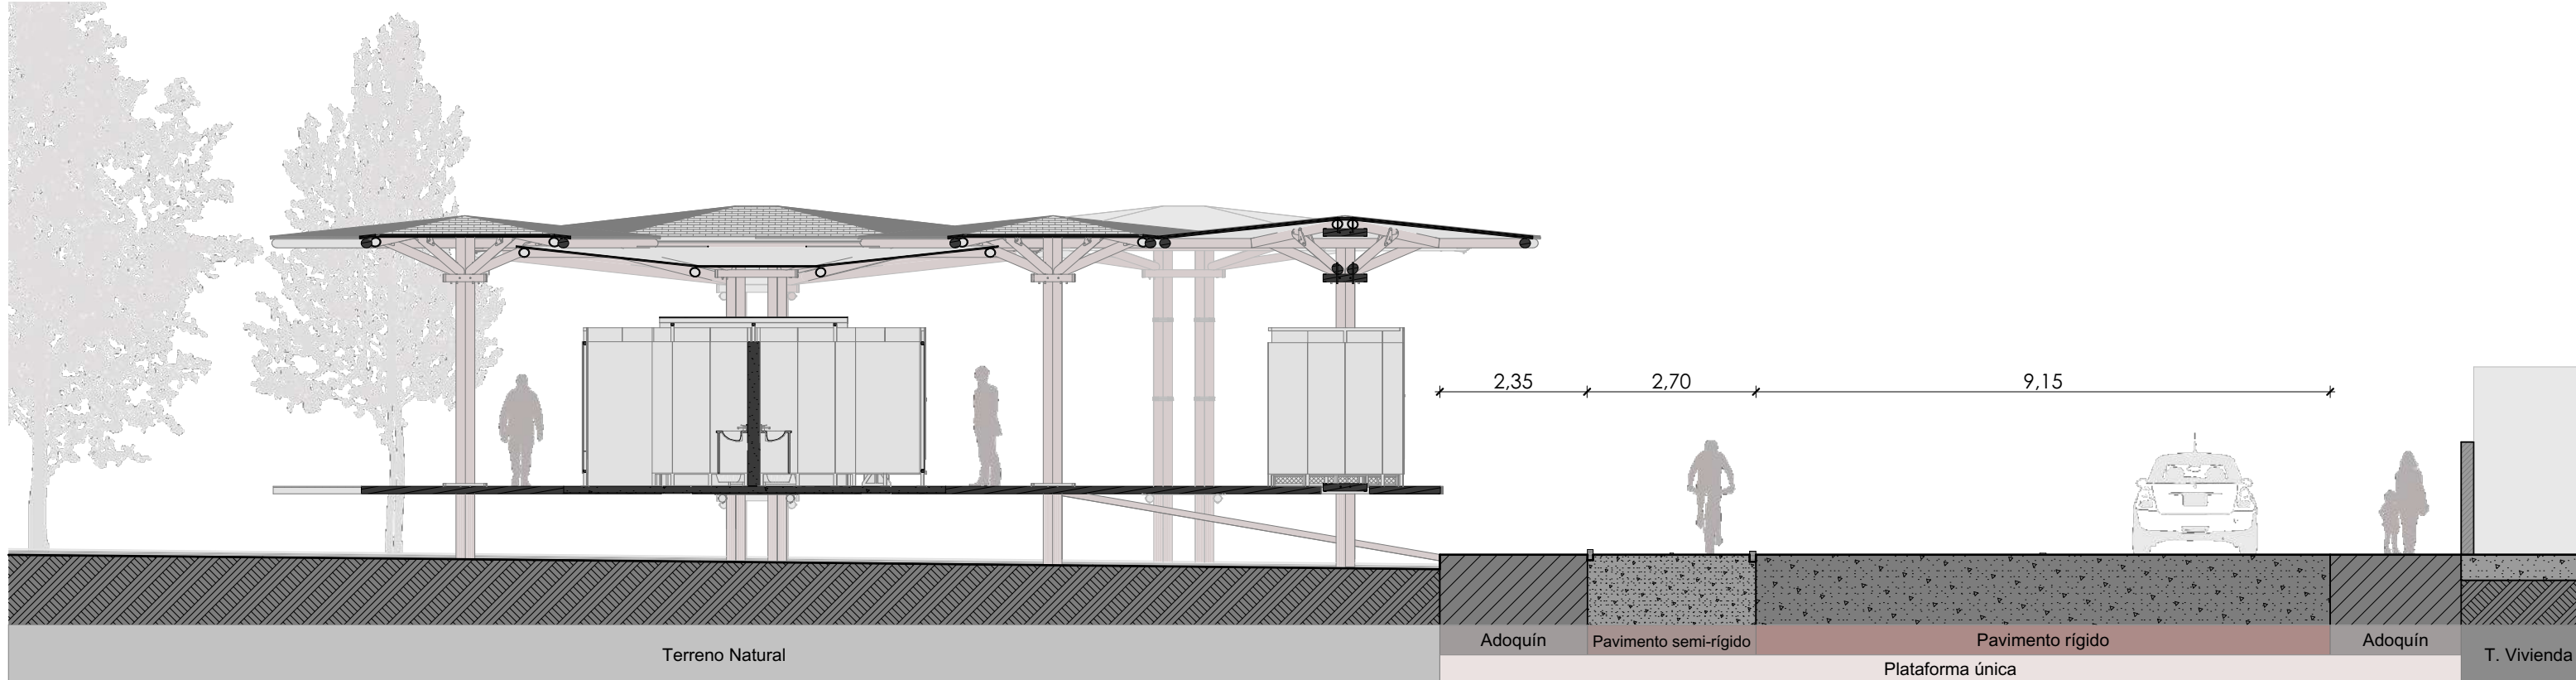 2,35
2,70
9,15
Terreno Natural
Adoquín
Pavimento semi-rígido
Pavimento rígido
Adoquín
Plataforma única
T. Vivienda